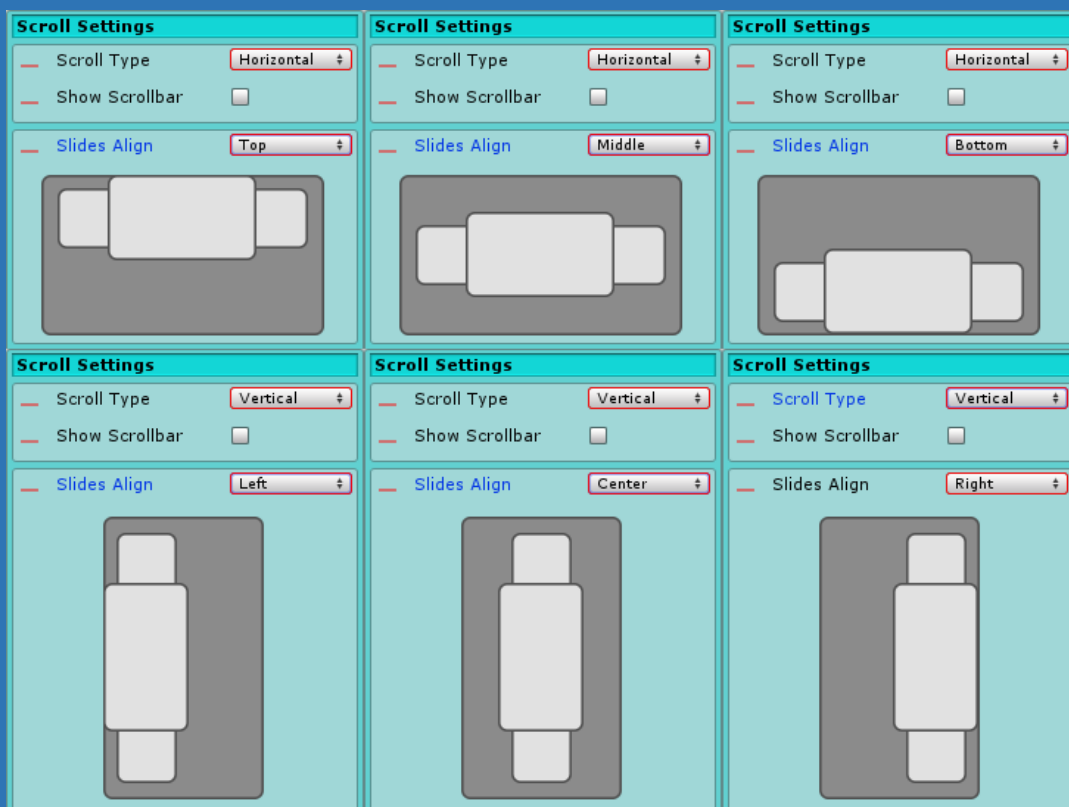 Scroll Settings
Scroll Type Horizontal
Show Scrollbar
Slides Align Top
Scroll Settings
Scroll Type Horizontal
Show Scrollbar
Slides Align Middle
Scroll Settings
Scroll Type Horizontal
Show Scrollbar
Slides Align Bottom
Scroll Settings
Scroll Type Vertical
Show Scrollbar
Slides Align Left
Scroll Settings
Scroll Type Vertical
Show Scrollbar
Slides Align Center
Scroll Settings
Scroll Type Vertical
Show Scrollbar
Slides Align Right